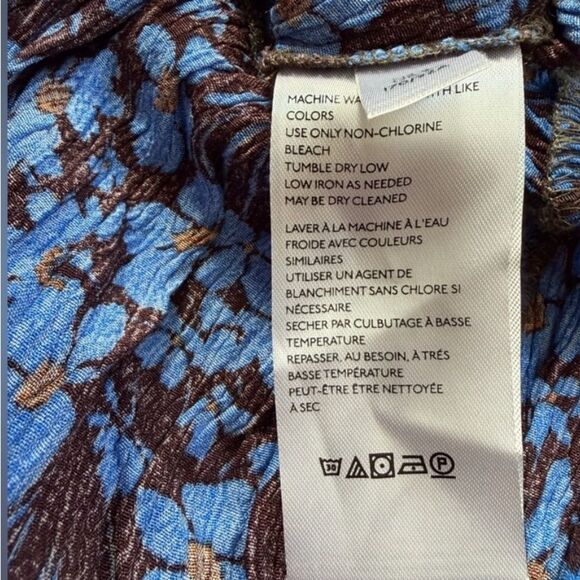 MACHINE WA TH LIKE
COLORS
USE ONLY NON-CHLORINE
BLEACH
TUMBLE DRY LOW
LOW IRON AS NEEDED
MAY BE DRY CLEANED
LAVER À LA MACHINE À L'EAU
FROIDE AVEC COULEURS
SIMILAIRES
UTILISER UN AGENT DE
BLANCHIMENT SANS CHLORE SI
NÉCESSAIRE
SECHER PAR CULBUTAGE À BASSE
TEMPERATURE
REPASSER, AU BESOIN, À TRÉS
BASSE TEMPÉRATURE
PEUT-ÊTRE ÊTRE NETTOYÉE
À SEC
30 P